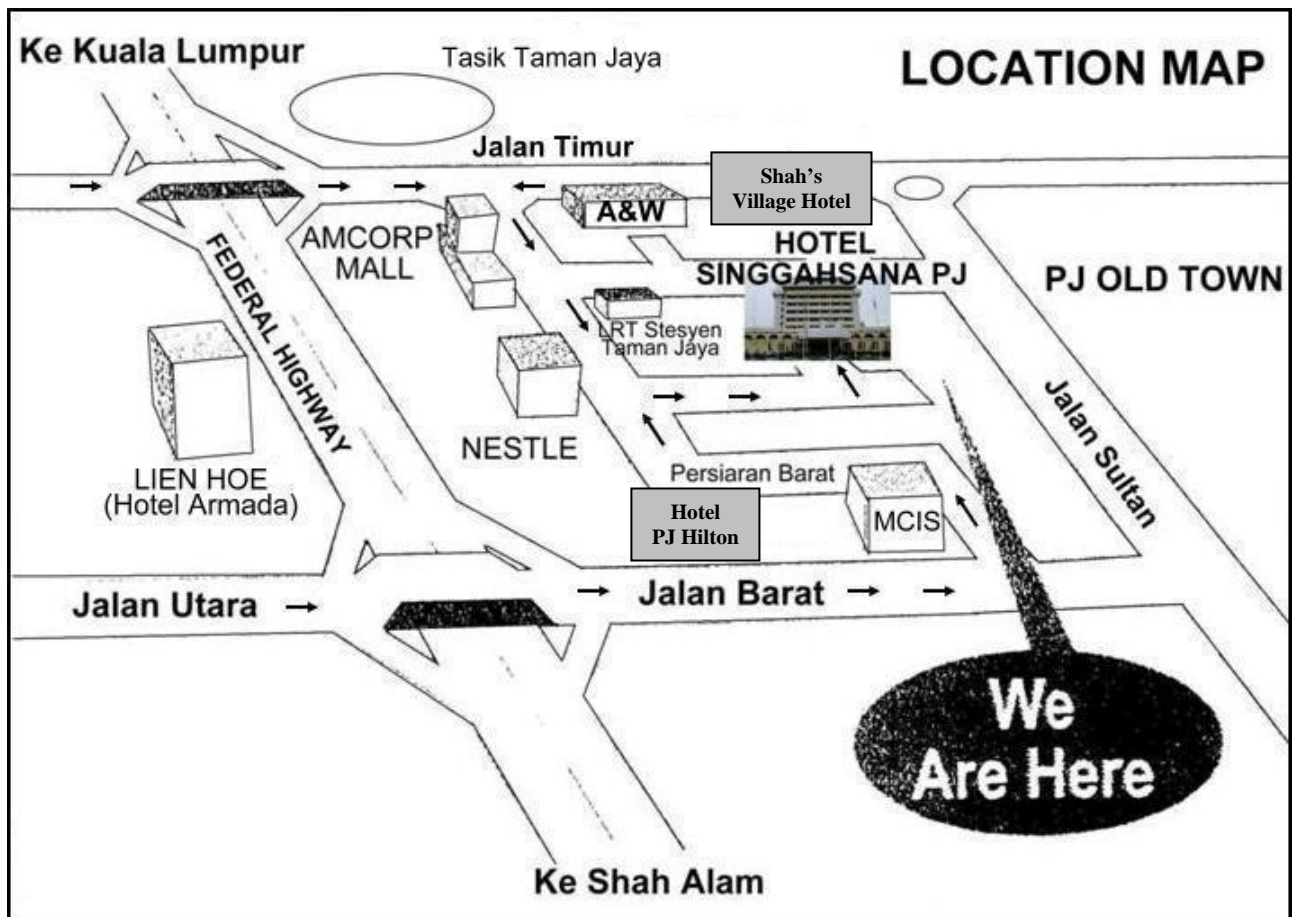 Ke Kuala Lumpur
Tasik Taman Jaya
LOCATION MAP
Jalan Timur
Shah's
Village Hotel
A&W
AMCORP
MALL
HOTEL
SINGGAHSANA PJ
PJ OLD TOWN
FEDERAL HIGHWAY
LRT Stesyen
Taman Jaya
NESTLE
Jalan Sultan
LIEN HOE
(Hotel Armada)
Persiaran Barat
Hotel
PJ Hilton
MCIS
Jalan Utara
Jalan Barat
We
Are Here
Ke Shah Alam